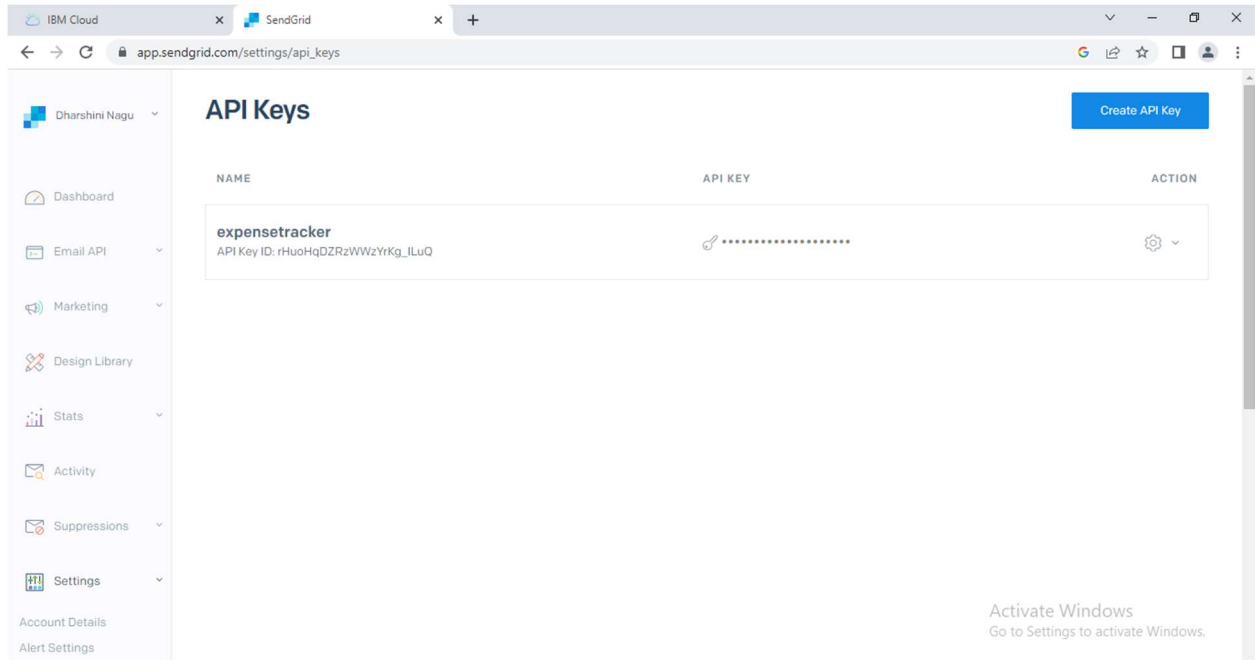 IBM Cloud
SendGrid
app.sendgrid.com/settings/api_keys
Dharshini Nagu
API Keys
Create API Key
NAME API KEY ACTION
expensetracker
API Key ID: rHuoHqDZRzWWzYrKg_ILuQ
••••••••••••••••••••
Dashboard
Email API
Marketing
Design Library
Stats
Activity
Suppressions
Settings
Account Details
Alert Settings
Activate Windows
Go to Settings to activate Windows.